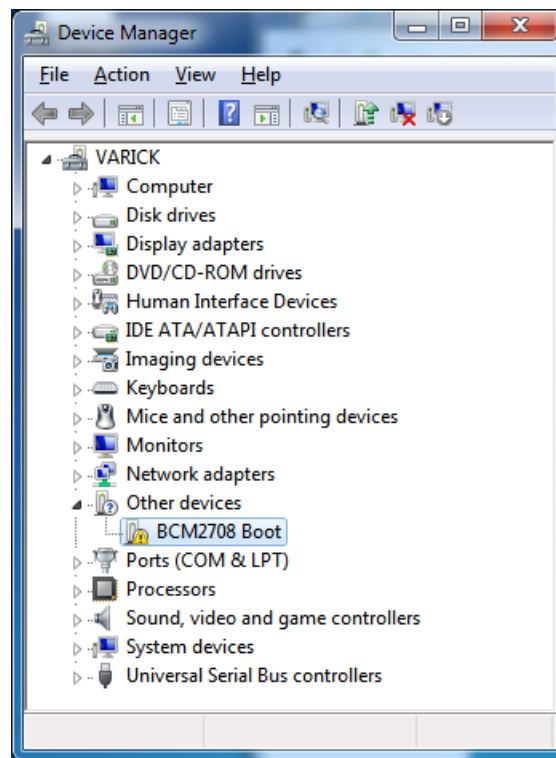 Device Manager
File Action View Help
VARICK
Computer
Disk drives
Display adapters
DVD/CD-ROM drives
Human Interface Devices
IDE ATA/ATAPI controllers
Imaging devices
Keyboards
Mice and other pointing devices
Monitors
Network adapters
Other devices
BCM2708 Boot
Ports (COM & LPT)
Processors
Sound, video and game controllers
System devices
Universal Serial Bus controllers